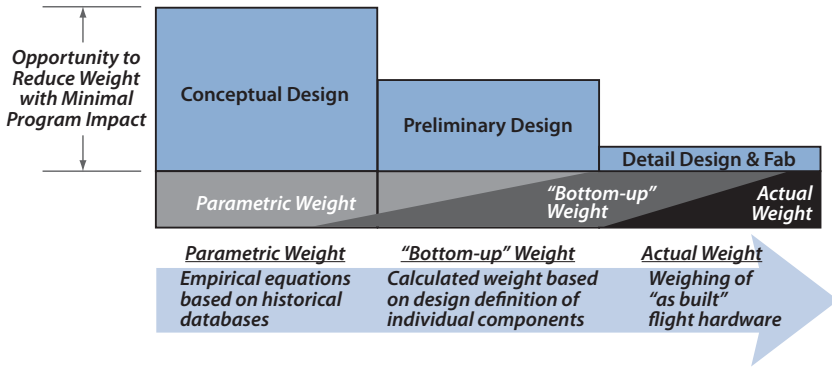 Opportunity to
Reduce Weight
with Minimal
Program Impact
Conceptual Design
Preliminary Design
Detail Design & Fab
Parametric Weight
“Bottom-up”
Weight
Actual
Weight
Parametric Weight
Empirical equations
based on historical
databases
“Bottom-up” Weight
Calculated weight based
on design definition of
individual components
Actual Weight
Weighing of
“as built”
flight hardware